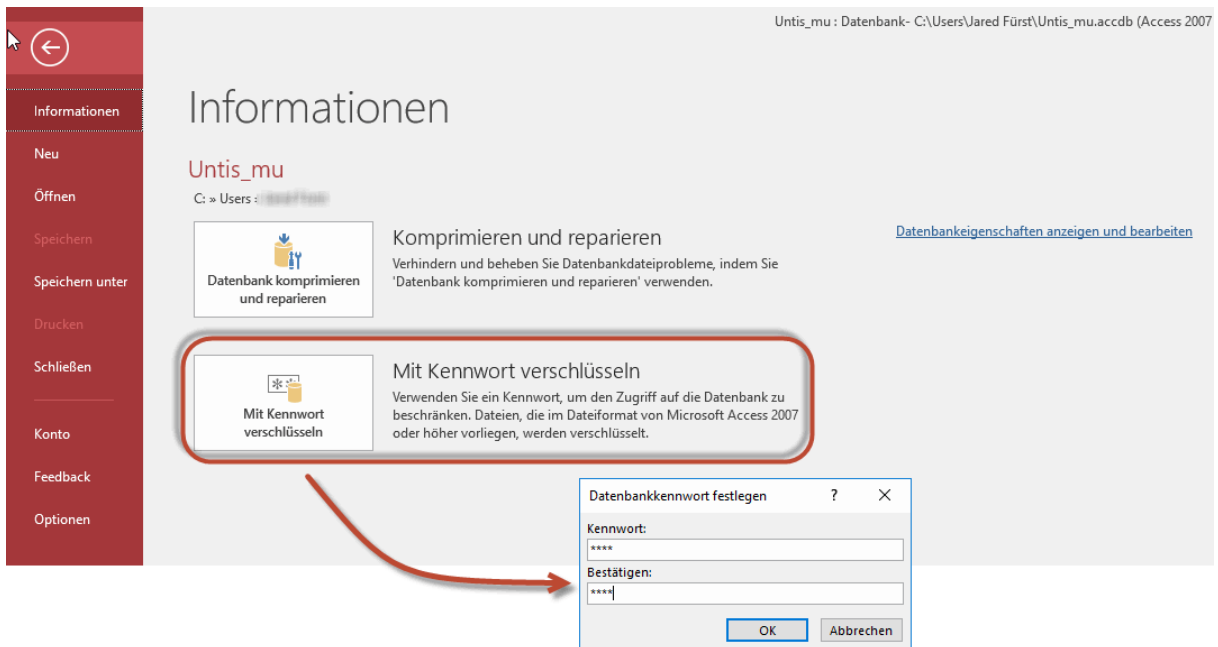 Untis_mu : Datenbank- C:\Users\Jared Fürst\Untis_mu.accdb (Access 2007
Informationen
Neu
Öffnen
Speichern
Speichern unter
Drucken
Schließen
Konto
Feedback
Optionen
Informationen
Untis_mu
C: » Users
Datenbank komprimieren
und reparieren
Komprimieren und reparieren
Verhindern und beheben Sie Datenbankdateiprobleme, indem Sie
'Datenbank komprimieren und reparieren' verwenden.
Datenbankeigenschaften anzeigen und bearbeiten
Mit Kennwort
verschlüsseln
Mit Kennwort verschlüsseln
Verwenden Sie ein Kennwort, um den Zugriff auf die Datenbank zu
beschränken. Dateien, die im Dateiformat von Microsoft Access 2007
oder höher vorliegen, werden verschlüsselt.
Datenbankkennwort festlegen ? ×
Kennwort:
****
Bestätigen:
****
OK Abbrechen